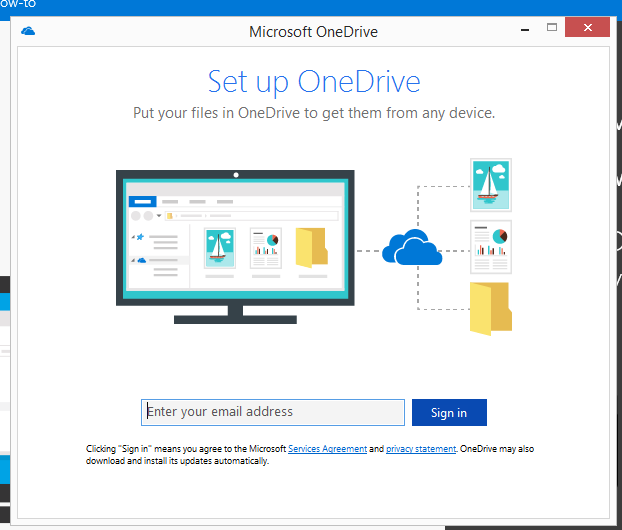 ow-to
Microsoft OneDrive
Set up OneDrive
Put your files in OneDrive to get them from any device.
Enter your email address
Sign in
Clicking "Sign in" means you agree to the Microsoft Services Agreement and privacy statement. OneDrive may also
download and install its updates automatically.